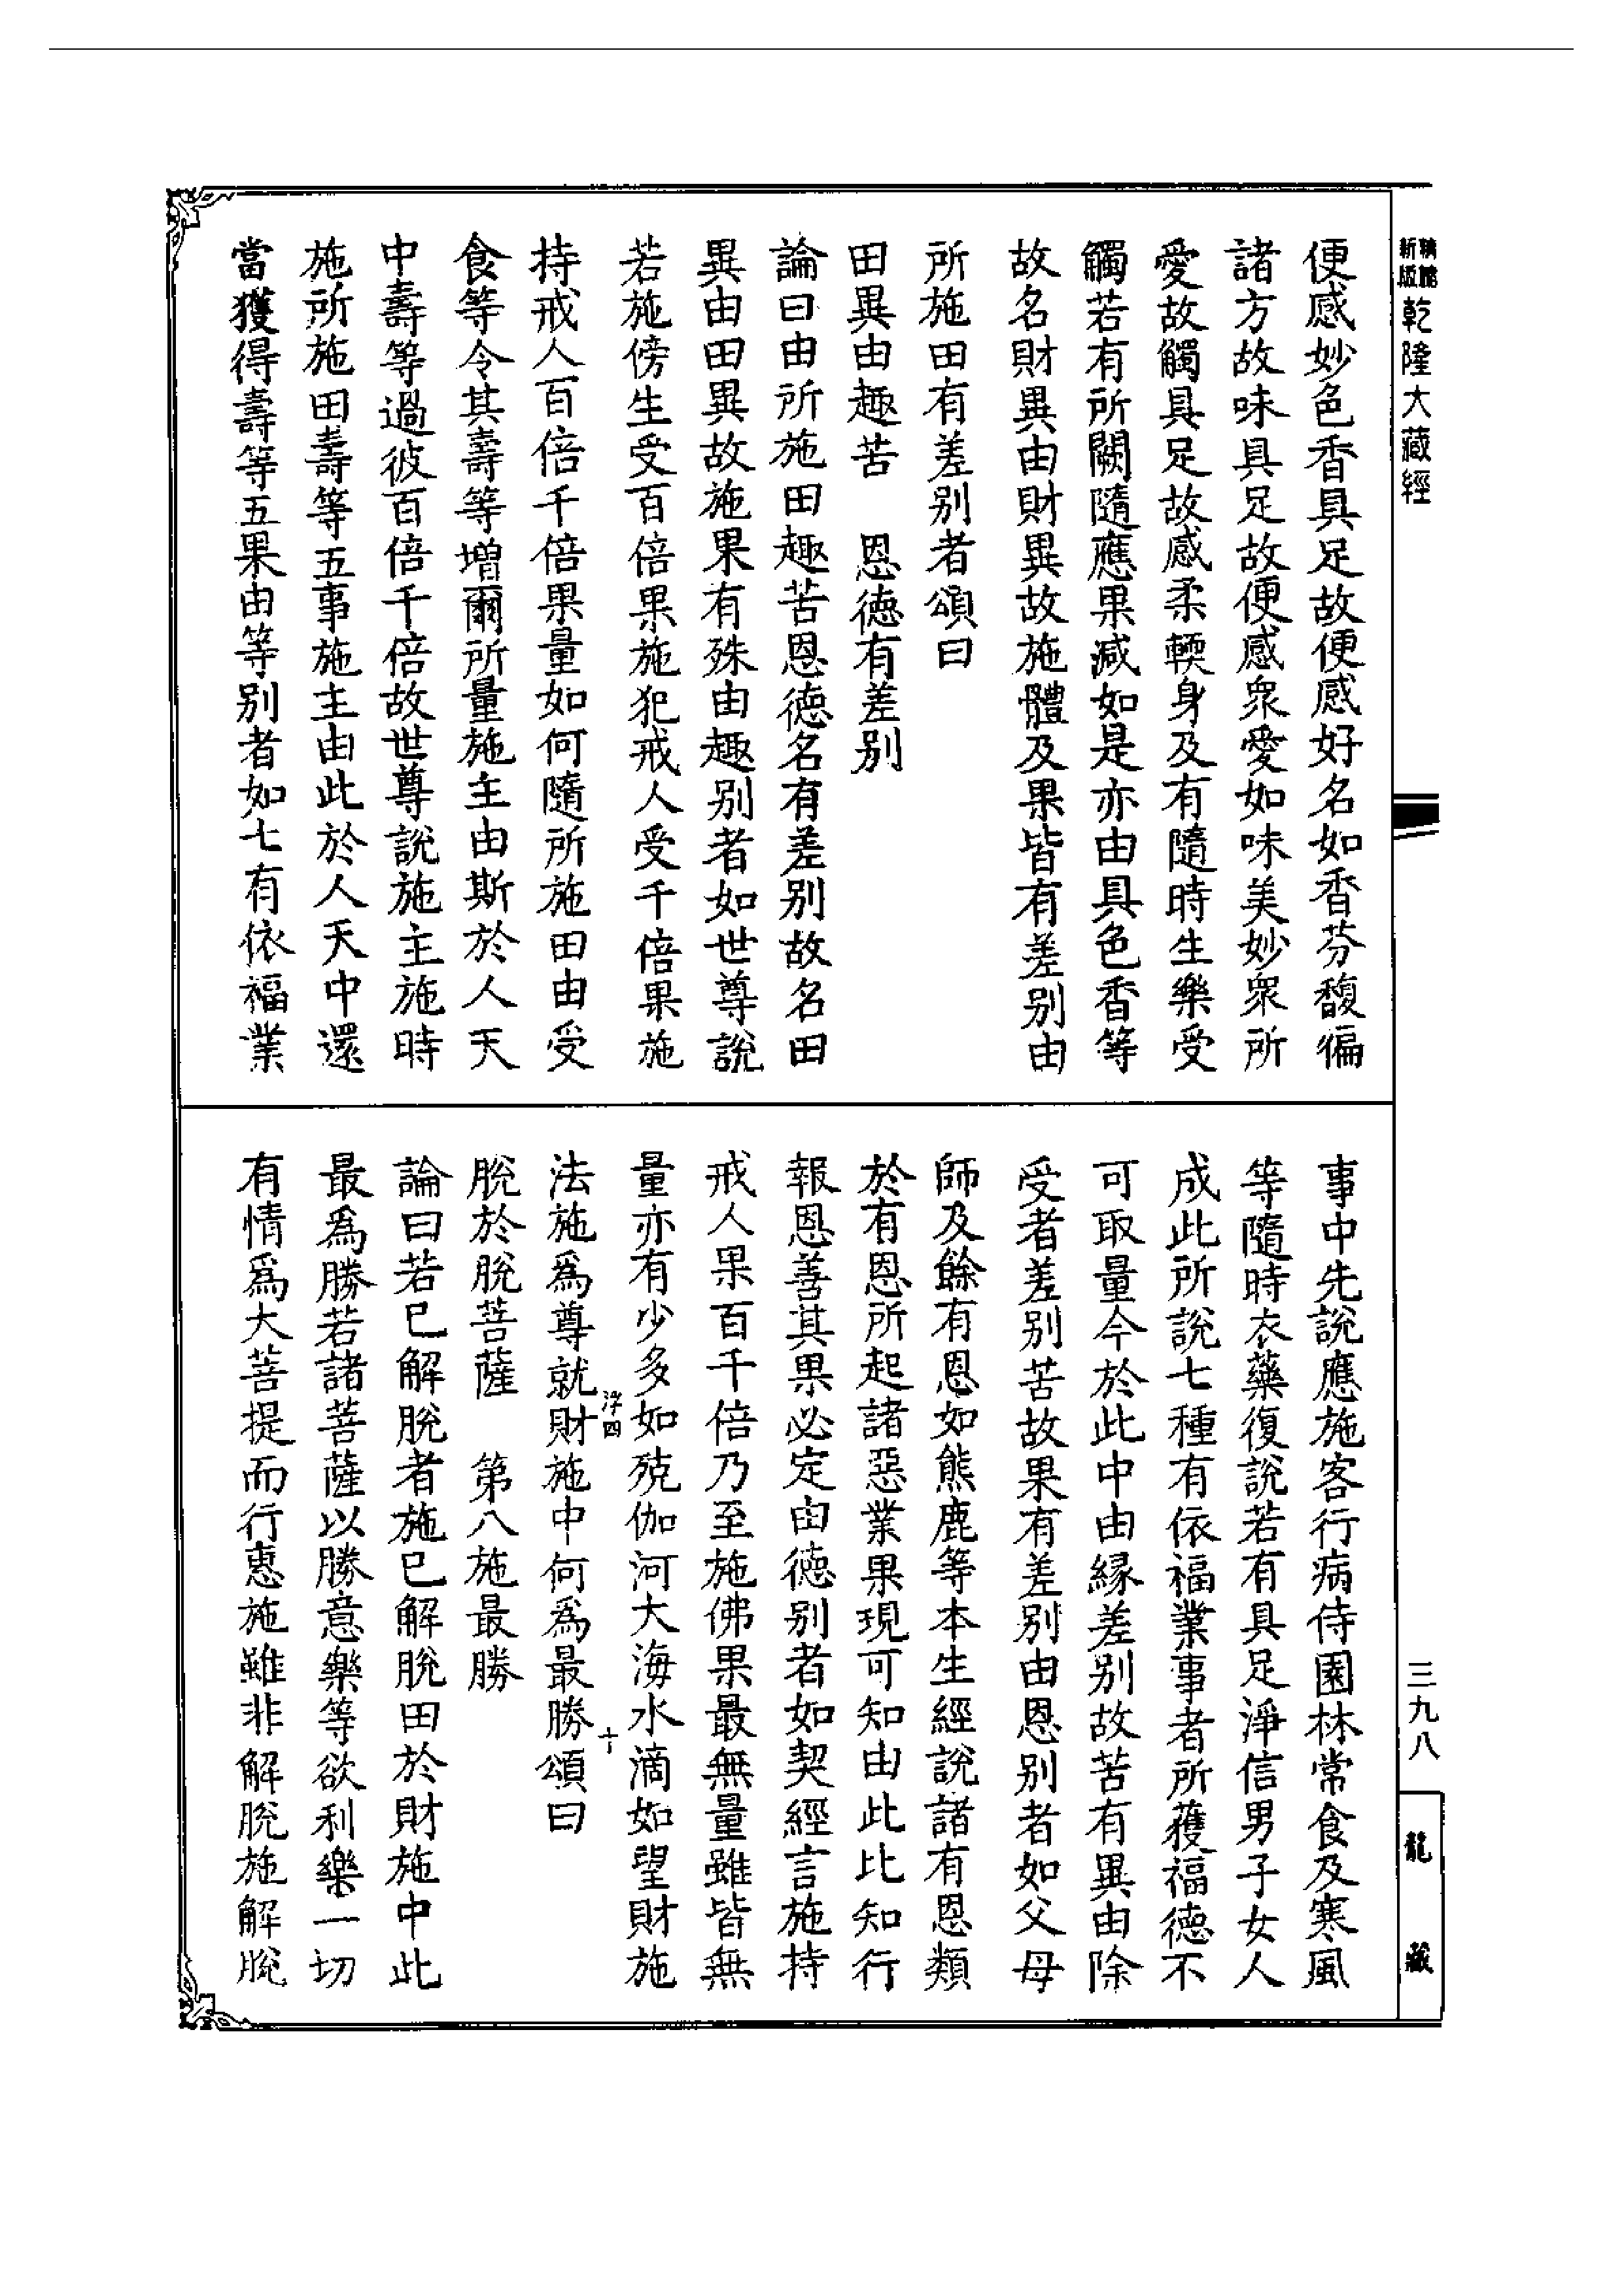 精館
新版
乾隆大藏經
便感妙色香具足故便感好名如香芬馥徧
諸方故味具足故便感衆愛如味美妙衆所
愛故觸具足故感柔輭身及有隨時生樂受
觸若有所闕隨應果減如是亦由具色香等
故名財異由財異故施體及果皆有差别由
所施田有差别者頌曰
田異由趣苦　恩德有差别
論曰由所施田趣苦恩德名有差别故名田
異由田異故施果有殊由趣别者如世尊說
若施傍生受百倍果施犯戒人受千倍果施
持戒人百倍千倍果量如何隨所施田由受
食等令其壽等增爾所量施主由斯於人天
中壽等過彼百倍千倍故世尊說施主施時
施所施田壽等五事施主由此於人天中還
當獲得壽等五果由等别者如七有依福業
事中先說應施客行病侍園林常食及寒風
等隨時衣藥復說若有具足淨信男子女人
成此所說七種有依福業事者所獲福德不
可取量今於此中由緣差别故苦有異由除
受者差别苦故果有差别由恩别者如父母
師及餘有恩如熊鹿等本生經說諸有恩類
於有恩所起諸惡業果現可知由此比知行
報恩善其果必定由德别者如契經言施持
戒人果百千倍乃至施佛果最無量雖皆無
量亦有少多如殑伽河大海水滴如望財施
法施爲尊就財施中何爲最勝頌曰
脫於脫菩薩　第八施最勝
論曰若已解脫者施已解脫田於財施中此
最爲勝若諸菩薩以勝意樂等欲利樂一切
有情爲大菩提而行惠施雖非解脫施解脫
浮四
十
三九八
龍藏